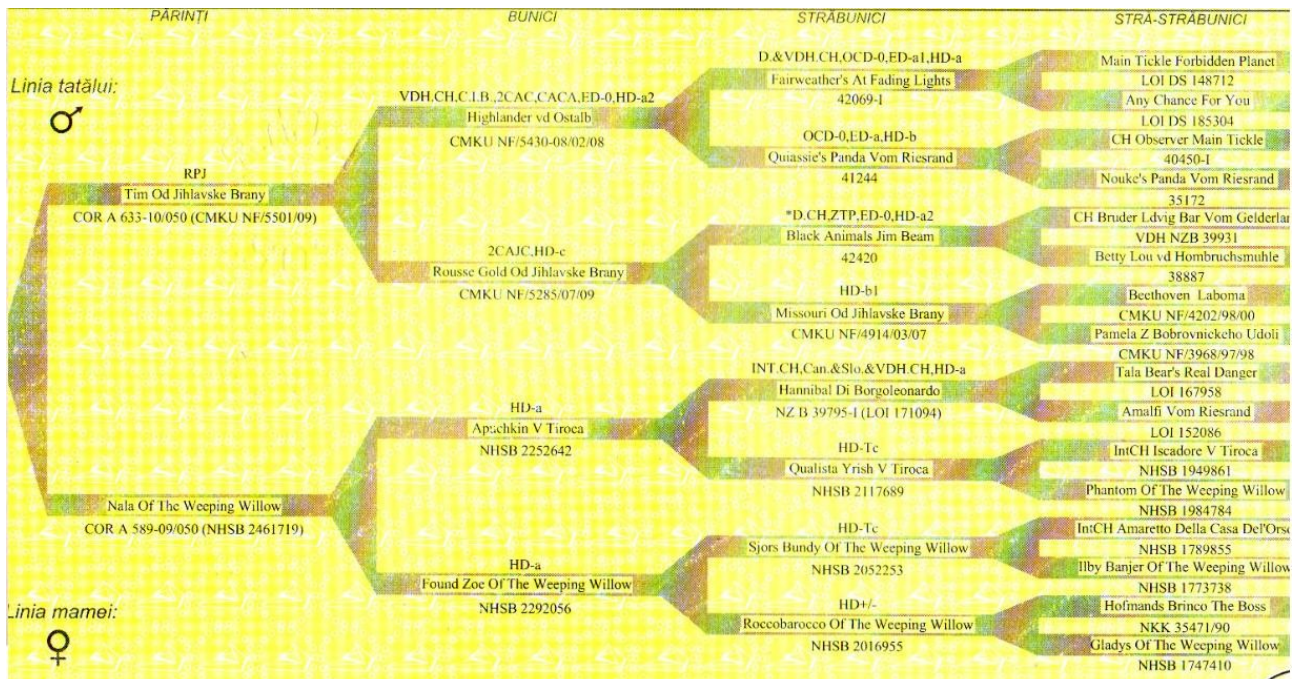 PĂRINȚI
BUNICI
STRĂBUNICI
STRĂ-STRĂBUNICI
Linia tatălui:
♂
RPJ
Tim Od Jihlavske Brany
COR A 633-10/050 (CMKU NF/5501/09)
Nala Of The Weeping Willow
COR A 589-09/050 (NHSB 2461719)
Linia mamei:
♀
VDH,CH,C.I.B.,2CAC,CACA,ED-0,HD-a2
Highlander vd Ostalb
CMKU NF/5430-08/02/08
2CAJC,HD-c
Rousse Gold Od Jihlavske Brany
CMKU NF/5285/07/09
HD-a
Apachkin V Tiroca
NHSB 2252642
HD-a
Found Zoe Of The Weeping Willow
NHSB 2292056
D.&VDH.CH,OCD-0,ED-a1,HD-a
Fairweather's At Fading Lights
42069-I
OCD-0,ED-a,HD-b
Quiassie's Panda Vom Riesrand
41244
*D.CH,ZTP,ED-0,HD-a2
Black Animals Jim Beam
42420
HD-b1
Missouri Od Jihlavske Brany
CMKU NF/4914/03/07
INT.CH,Can.&Slo.&VDH.CH,HD-a
Hannibal Di Borgoleonardo
NZ B 39795-I (LOI 171094)
HD-Tc
Qualista Yrish V Tiroca
NHSB 2117689
HD-Tc
Sjors Bundy Of The Weeping Willow
NHSB 2052253
HD+/-
Roccobarocco Of The Weeping Willow
NHSB 2016955
Main Tickle Forbidden Planet
LOI DS 148712
Any Chance For You
LOI DS 185304
CH Observer Main Tickle
40450-I
Nouke's Panda Vom Riesrand
35172
CH Bruder Ldvig Bar Vom Gelderlan
VDH NZB 39931
Betty Lou vd Hombruchsmuhle
38887
Beethoven Laboma
CMKU NF/4202/98/00
Pamela Z Bobrovnickeho Udoli
CMKU NF/3968/97/98
Tala Bear's Real Danger
LOI 167958
Amalfi Vom Riesrand
LOI 152086
IntCH Iscadore V Tiroca
NHSB 1949861
Phantom Of The Weeping Willow
NHSB 1984784
IntCH Amaretto Della Casa Del'Orso
NHSB 1789855
Ilby Banjer Of The Weeping Willow
NHSB 1773738
Hofmands Brinco The Boss
NKK 35471/90
Gladys Of The Weeping Willow
NHSB 1747410